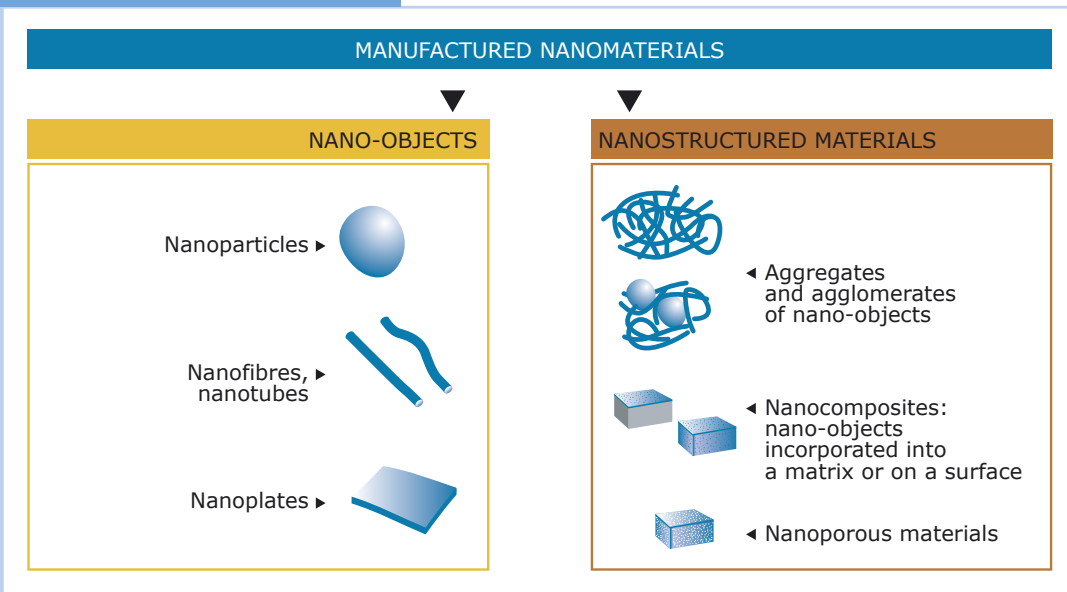 MANUFACTURED NANOMATERIALS
NANO-OBJECTS
Nanoparticles
Nanofibres,
nanotubes
Nanoplates
NANOSTRUCTURED MATERIALS
Aggregates
and agglomerates
of nano-objects
Nanocomposites:
nano-objects
incorporated into
a matrix or on a surface
Nanoporous materials